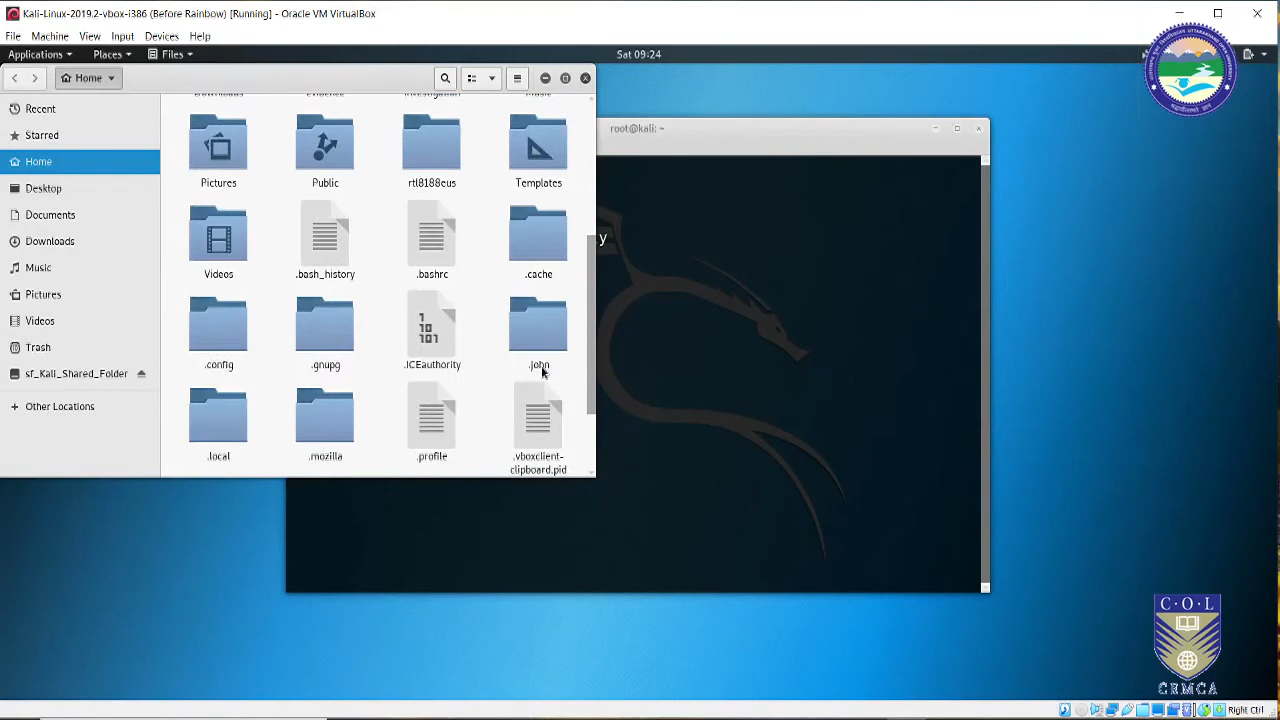 Kali-Linux-2019.2-vbox-i386 (Before Rainbow) [Running] - Oracle VM VirtualBox
File Machine View Input Devices Help
Applications Places Files Sat 09:24
Home
root@kali: ~
Recent
Starred
Home
Desktop
Documents
Downloads
Music
Pictures
Videos
Trash
sf_Kali_Shared_Folder
Other Locations
Pictures Public rtl8188eus Templates
Videos .bash_history .bashrc .cache
.config .gnupg .ICEauthority .john
.local .mozilla .profile .vboxclient-
clipboard.pid
y
C·O·L
CEMCA
Right Ctrl